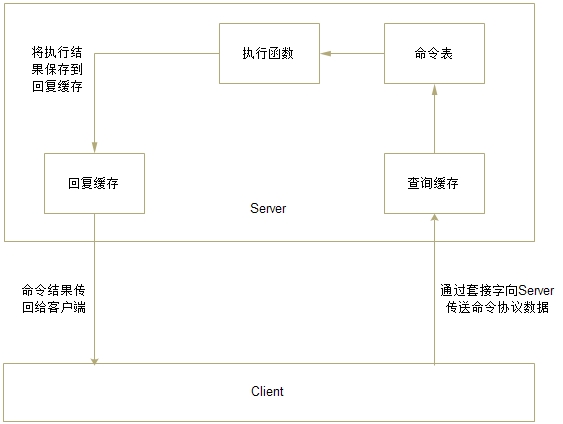 将执行结
果保存到
回复缓存
执行函数
命令表
回复缓存
查询缓存
Server
命令结果传
回给客户端
通过套接字向Server
传送命令协议数据
Client